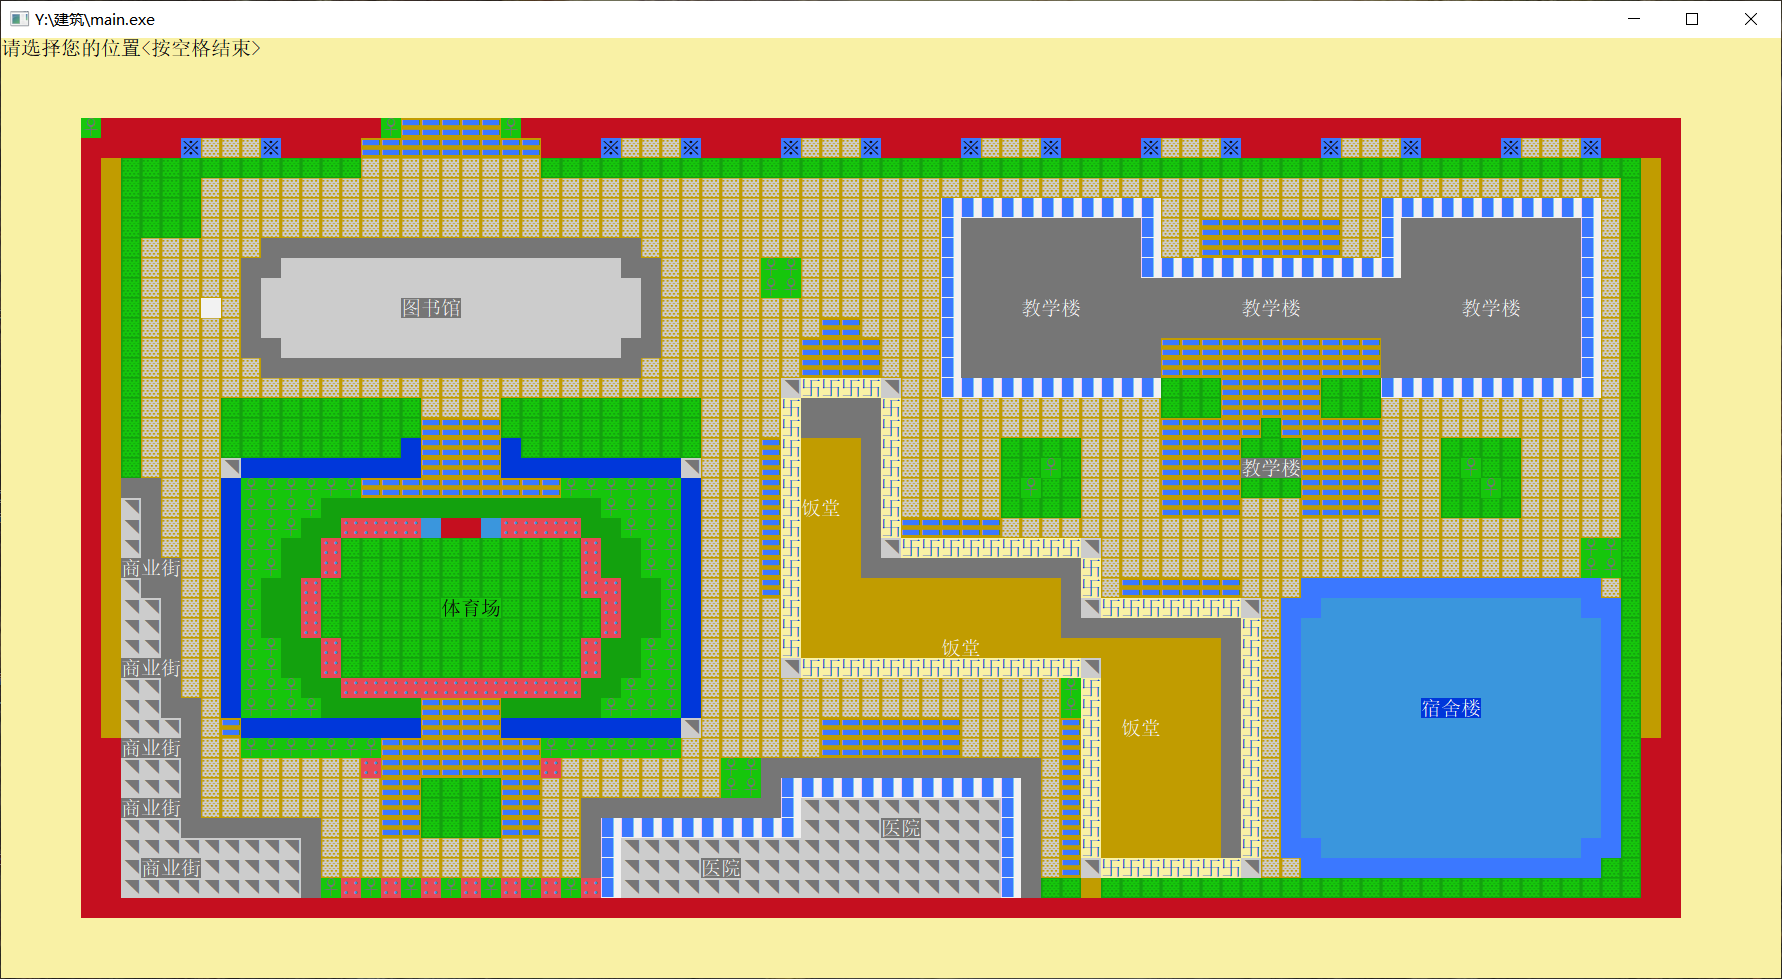 Y:\建筑\main.exe
请选择您的位置<按空格结束>
图书馆
教学楼 教学楼 教学楼
教学楼
饭堂
商业街
体育场
饭堂
商业街
宿舍楼
饭堂
商业街
商业街
医院
商业街
医院